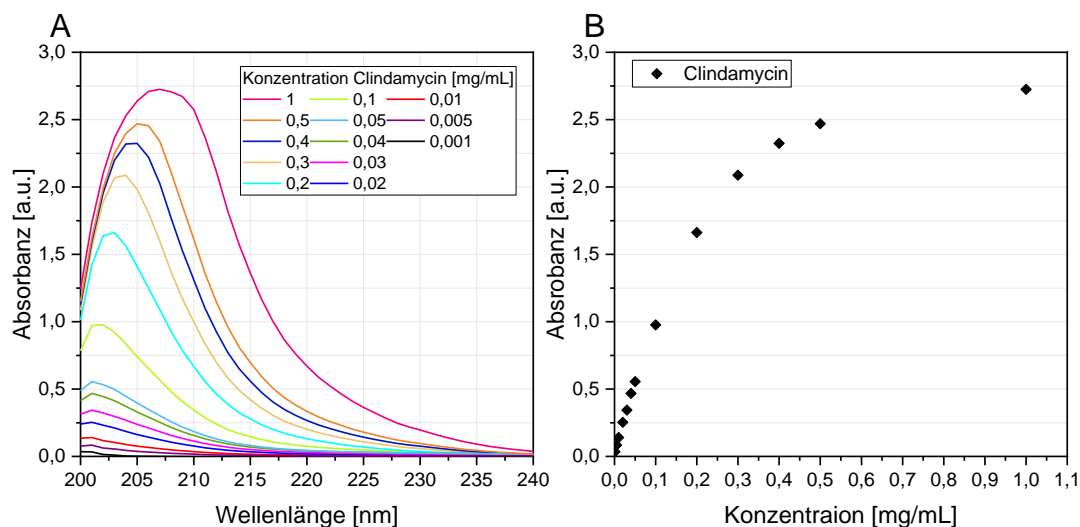 A
Absorbanz [a.u.]
3,0
2,5
2,0
1,5
1,0
0,5
0,0
Konzentration Clindamycin [mg/mL]
1 0,1 0,01
0,5 0,05 0,005
0,4 0,04 0,001
0,3 0,03
0,2 0,02
200 205 210 215 220 225 230 235 240
Wellenlänge [nm]
B
Absrobanz [a.u.]
3,0
2,5
2,0
1,5
1,0
0,5
0,0
Clindamycin
0,0 0,1 0,2 0,3 0,4 0,5 0,6 0,7 0,8 0,9 1,0 1,1
Konzentraion [mg/mL]